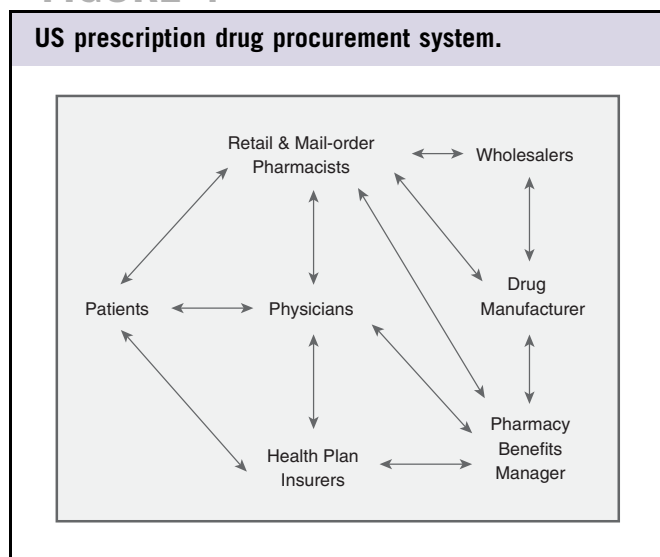 US prescription drug procurement system.
Retail & Mail-order
Pharmacists
Wholesalers
Patients
Physicians
Drug
Manufacturer
Health Plan
Insurers
Pharmacy
Benefits
Manager